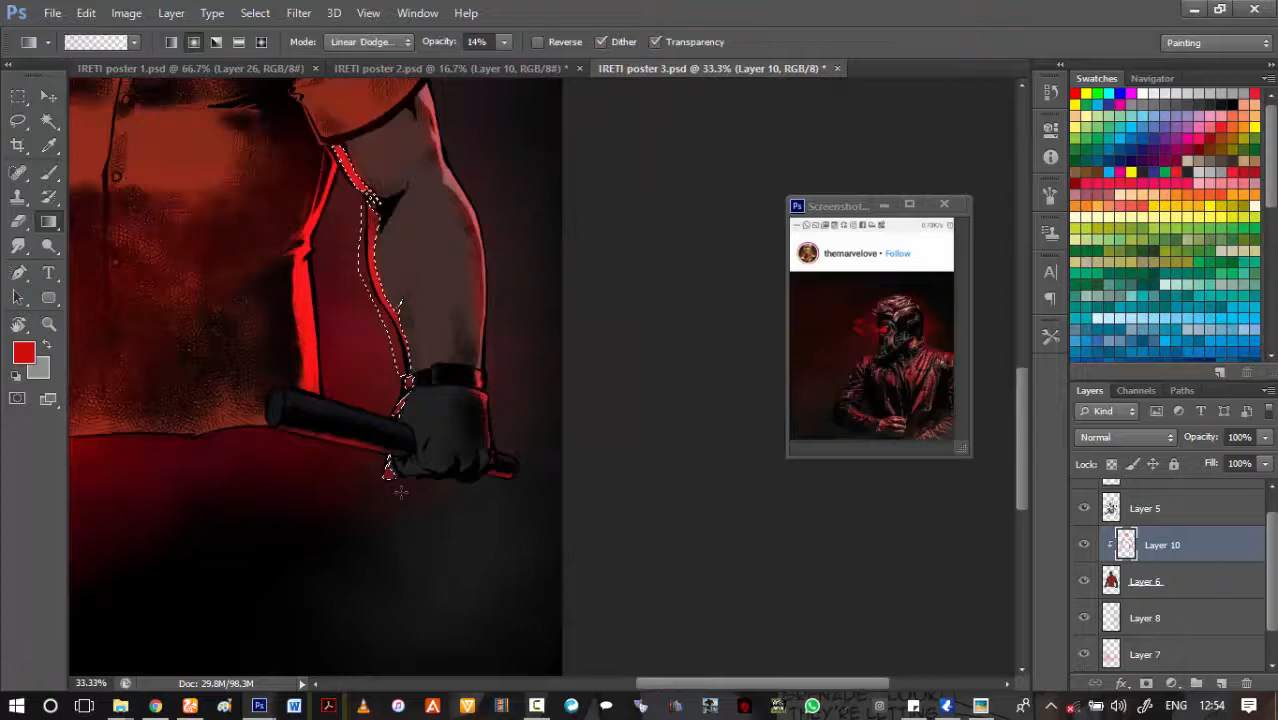 Ps File Edit Image Layer Type Select Filter 3D View Window Help
Mode: Linear Dodge... Opacity: 14% Reverse Dither Transparency Painting
IRETI poster 1.psd @ 66.7% (Layer 26, RGB/8#) × IRETI poster 2.psd @ 16.7% (Layer 10, RGB/8#) * × IRETI poster 3.psd @ 33.3% (Layer 10, RGB/8) * ×
Swatches Navigator
Ps Screenshot...
themarvelove • Follow
Layers Channels Paths
Kind
Normal Opacity: 100%
Lock: Fill: 100%
Layer 5
Layer 10
Layer 6
Layer 8
Layer 7
33.33% Doc: 29.8M/98.3M
ENG 12:54